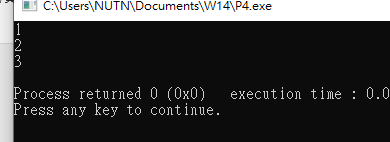 C:\Users\NUTN\Documents\W14\P4.exe
1
2
3
Process returned 0 (0x0)   execution time : 0.0
Press any key to continue.